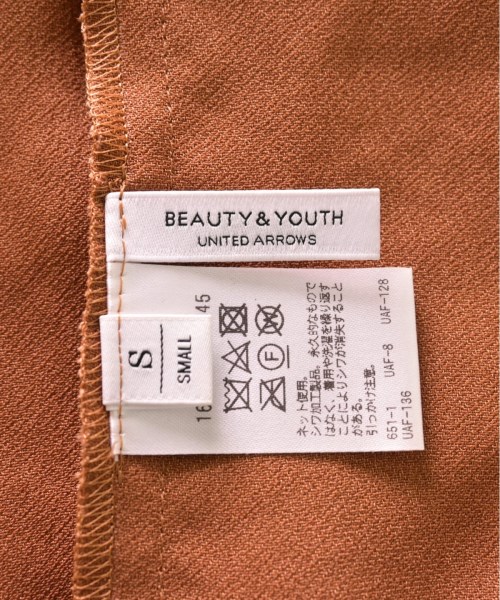 BEAUTY & YOUTH
UNITED ARROWS
S
SMALL
16
45
F
ネット使用。
シワ加工製品。永久的なもので
はなく、着用や洗濯を繰り返す
ことによりシワが消失すること
がある。
引っかけ注意。
651-1 UAF-8 UAF-128
UAF-136